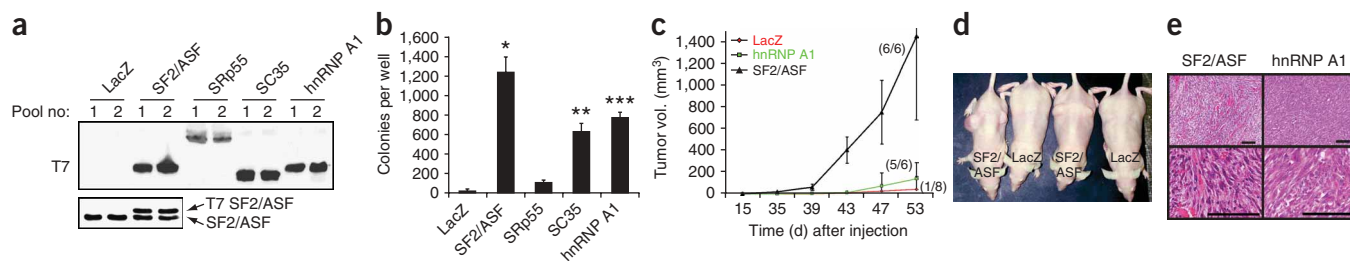 a
LacZ
SF2/ASF
SRp55
SC35
hnRNP A1
Pool no: 1 2 1 2 1 2 1 2 1 2
T7
T7 SF2/ASF
SF2/ASF
b
Colonies per well
1,600
1,400
1,200
1,000
800
600
400
200
0
*
**
***
LacZ
SF2/ASF
SRp55
SC35
hnRNP A1
c
Tumor vol. (mm3)
1,400
1,200
1,000
800
600
400
200
0
LacZ
hnRNP A1
SF2/ASF
(6/6)
(5/6)
(1/8)
15 35 39 43 47 53
Time (d) after injection
d
SF2/
ASF
LacZ
SF2/
ASF
LacZ
e
SF2/ASF hnRNP A1